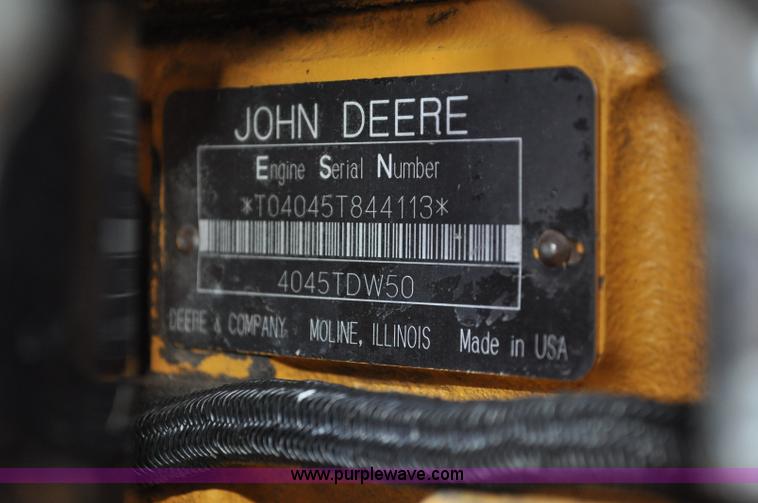 JOHN DEERE
Engine Serial Number
*T04045T844113*
4045TDW50
DEERE & COMPANY MOLINE, ILLINOIS Made in USA
www.purplewave.com